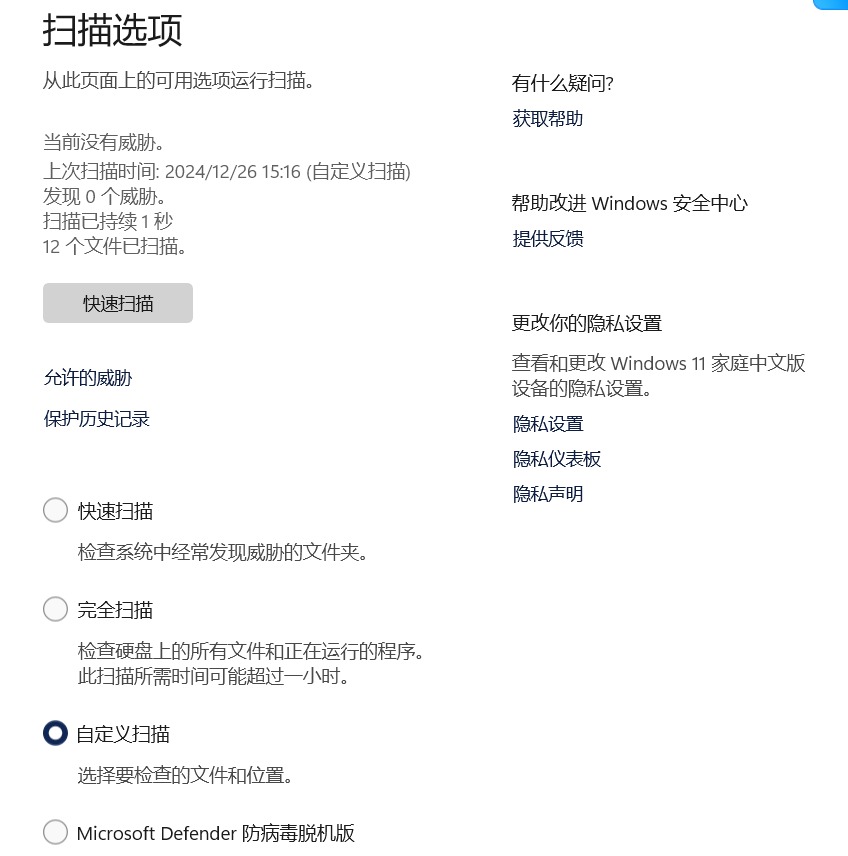 扫描选项
从此页面上的可用选项运行扫描。
当前没有威胁。
上次扫描时间: 2024/12/26 15:16 (自定义扫描)
发现 0 个威胁。
扫描已持续 1 秒
12 个文件已扫描。
快速扫描
允许的威胁
保护历史记录
快速扫描
检查系统中经常发现威胁的文件夹。
完全扫描
检查硬盘上的所有文件和正在运行的程序。
此扫描所需时间可能超过一小时。
自定义扫描
选择要检查的文件和位置。
Microsoft Defender 防病毒脱机版
有什么疑问?
获取帮助
帮助改进 Windows 安全中心
提供反馈
更改你的隐私设置
查看和更改 Windows 11 家庭中文版
设备的隐私设置。
隐私设置
隐私仪表板
隐私声明